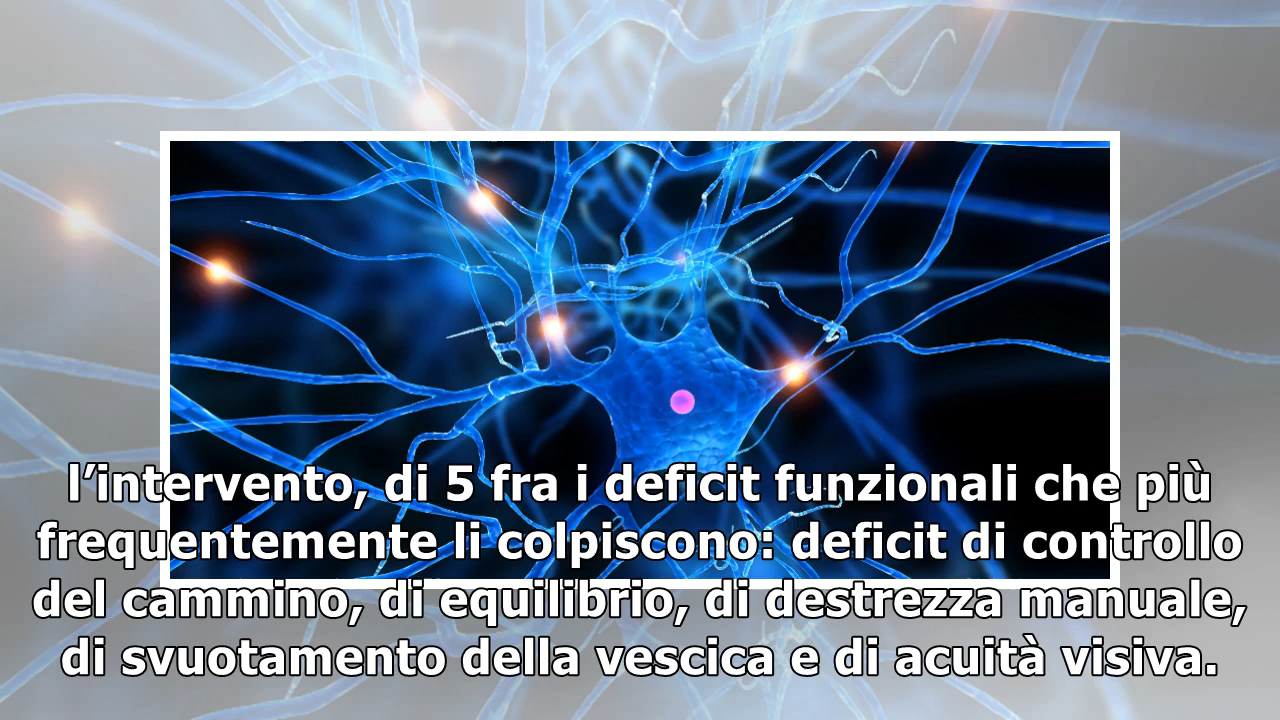 l’intervento, di 5 fra i deficit funzionali che più
frequentemente li colpiscono: deficit di controllo
del cammino, di equilibrio, di destrezza manuale,
di svuotamento della vescica e di acuità visiva.